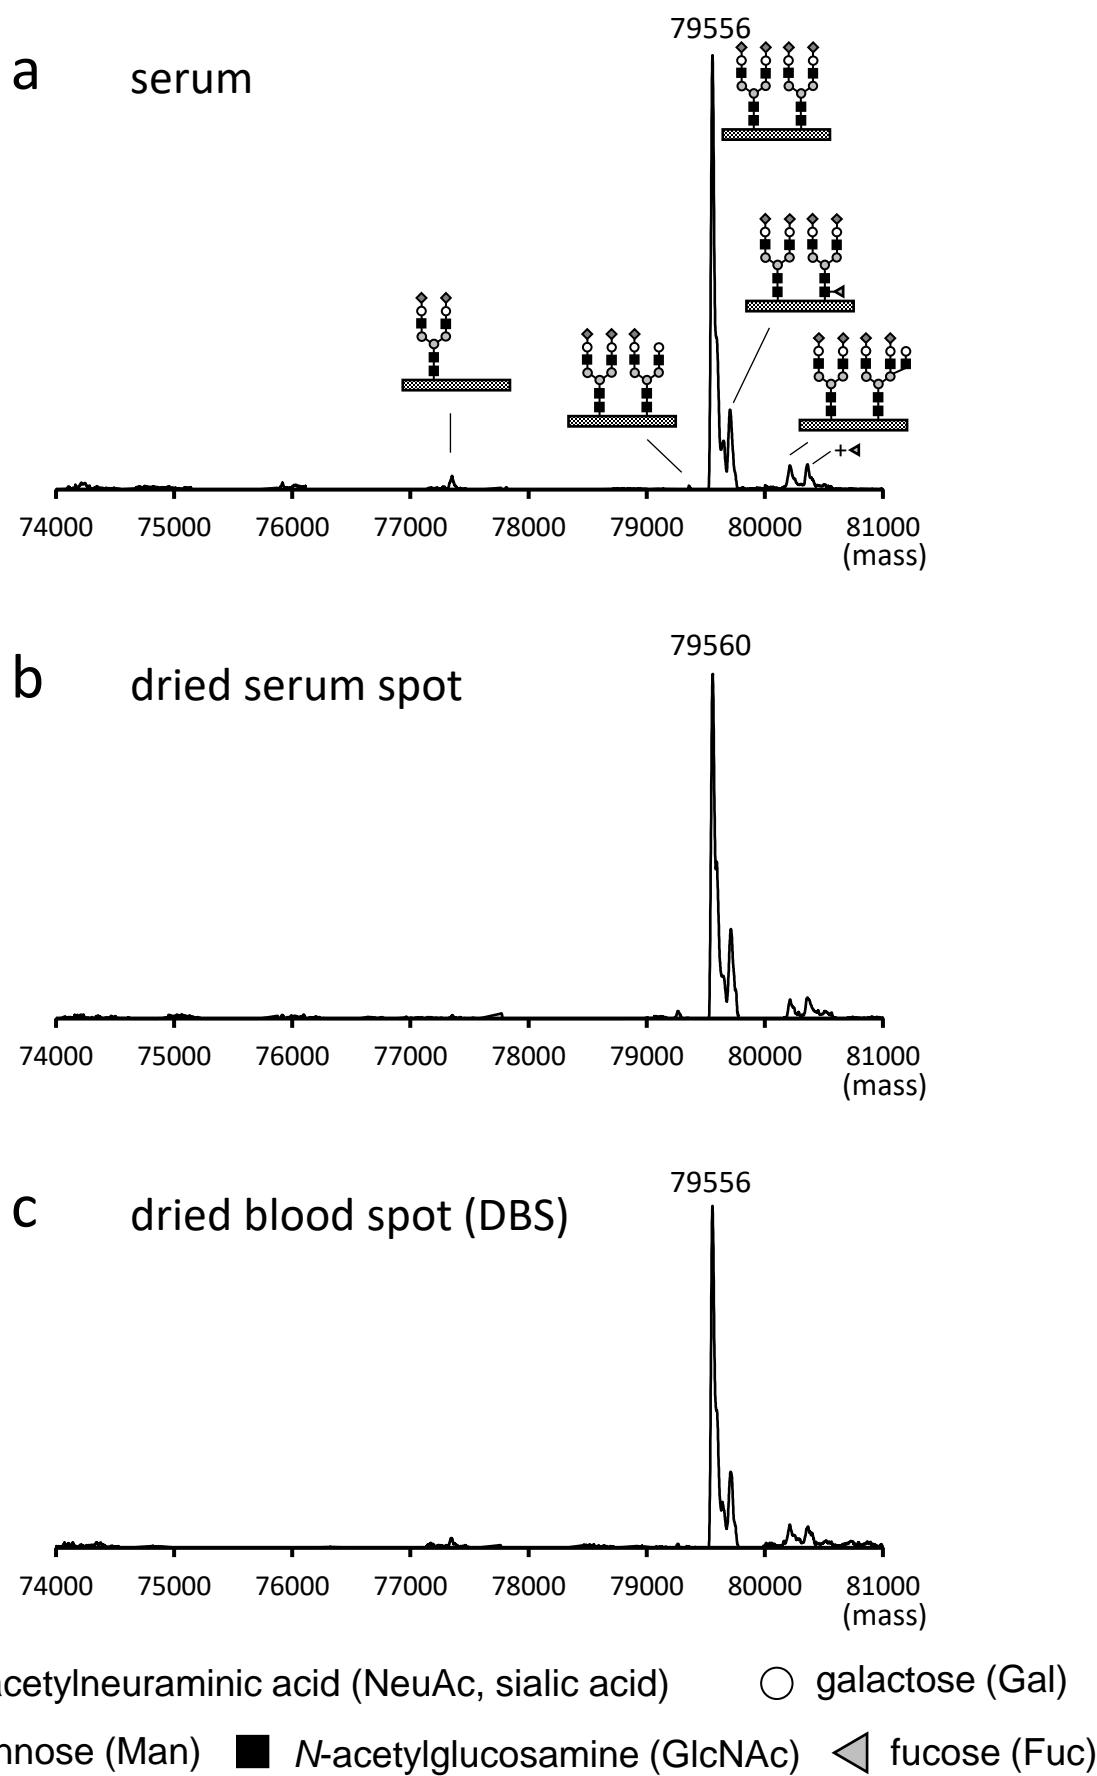 79556
a serum
+
74000 75000 76000 77000 78000 79000 80000 81000
(mass)
79560
b dried serum spot
74000 75000 76000 77000 78000 79000 80000 81000
(mass)
79556
c dried blood spot (DBS)
74000 75000 76000 77000 78000 79000 80000 81000
(mass)
acetylneuraminic acid (NeuAc, sialic acid) galactose (Gal)
nnose (Man) N-acetylglucosamine (GlcNAc) fucose (Fuc)